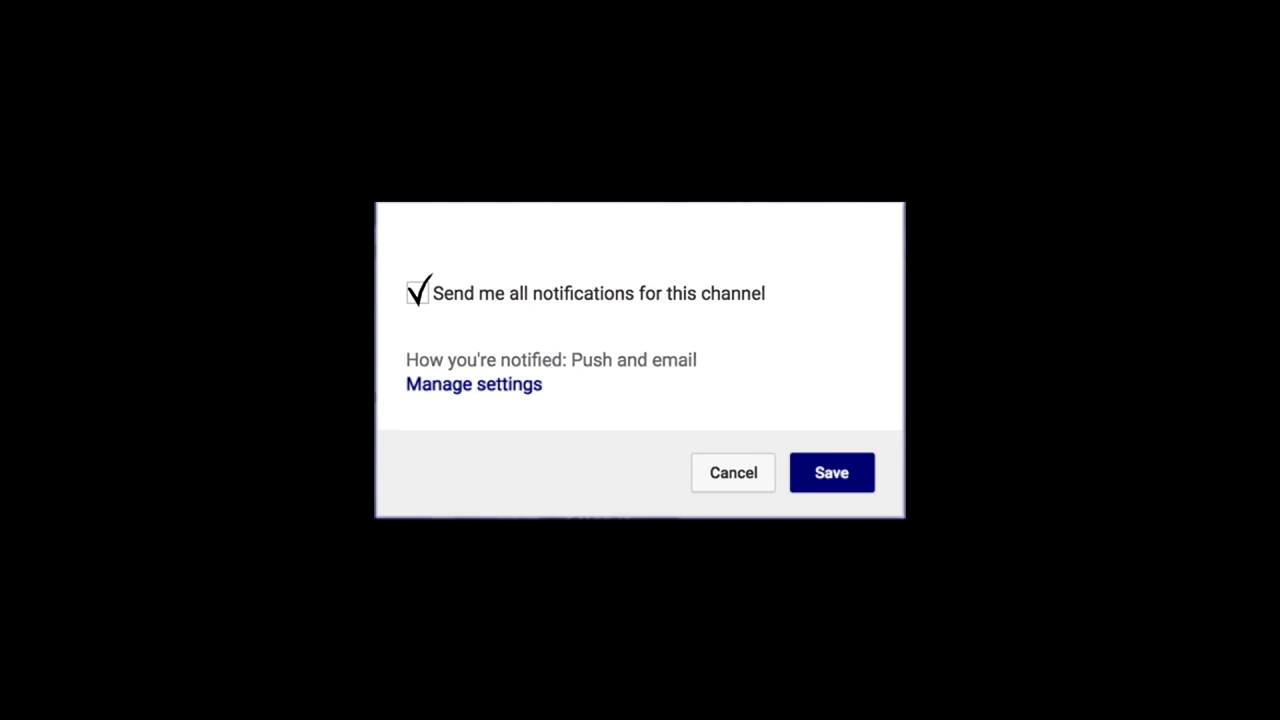 Send me all notifications for this channel
How you're notified: Push and email
Manage settings
Cancel
Save